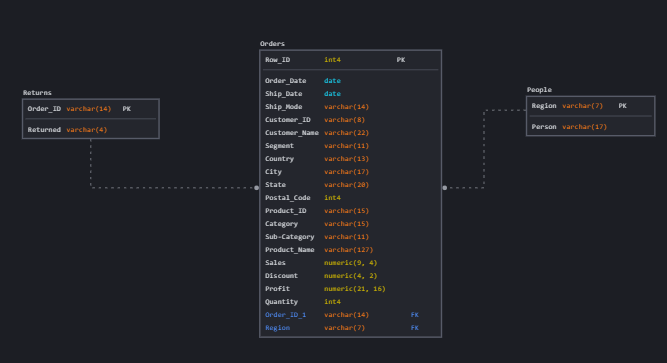 Orders
Row_ID int4 PK
Order_Date date
Ship_Date date
Ship_Mode varchar(14)
Customer_ID varchar(8)
Customer_Name varchar(22)
Segment varchar(11)
Country varchar(13)
City varchar(17)
State varchar(20)
Postal_Code int4
Product_ID varchar(15)
Category varchar(15)
Sub-Category varchar(11)
Product_Name varchar(127)
Sales numeric(9, 4)
Discount numeric(4, 2)
Profit numeric(21, 16)
Quantity int4
Order_ID_1 varchar(14) FK
Region varchar(7) FK
Returns
Order_ID varchar(14) PK
Returned varchar(4)
People
Region varchar(7) PK
Person varchar(17)